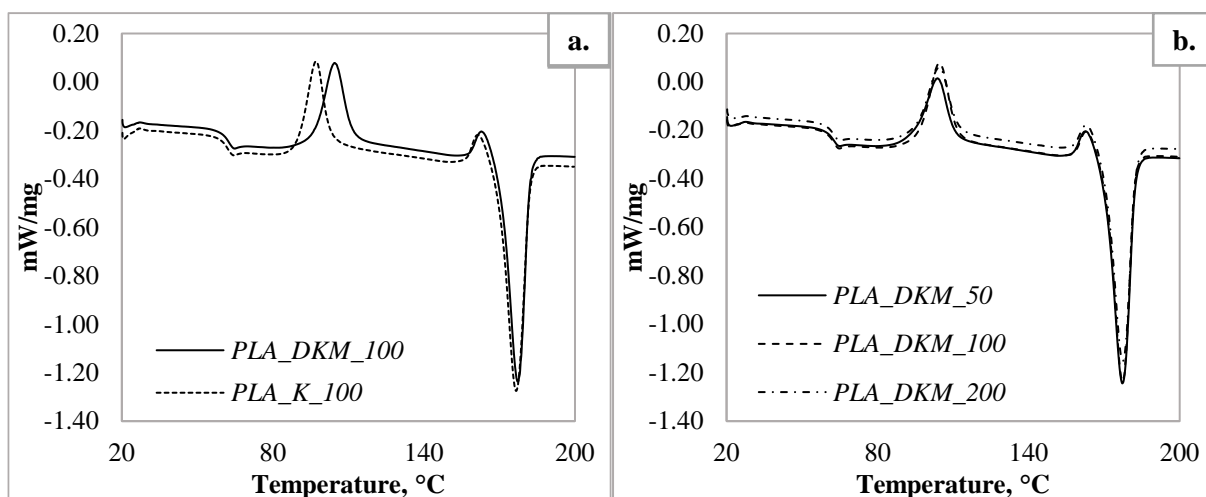 a.
mW/mg
0.20
0.00
-0.20
-0.40
-0.60
-0.80
-1.00
-1.20
-1.40
PLA_DKM_100
PLA_K_100
20 80 140 200
Temperature, °C
b.
mW/mg
0.20
0.00
-0.20
-0.40
-0.60
-0.80
-1.00
-1.20
-1.40
PLA_DKM_50
PLA_DKM_100
PLA_DKM_200
20 80 140 200
Temperature, °C